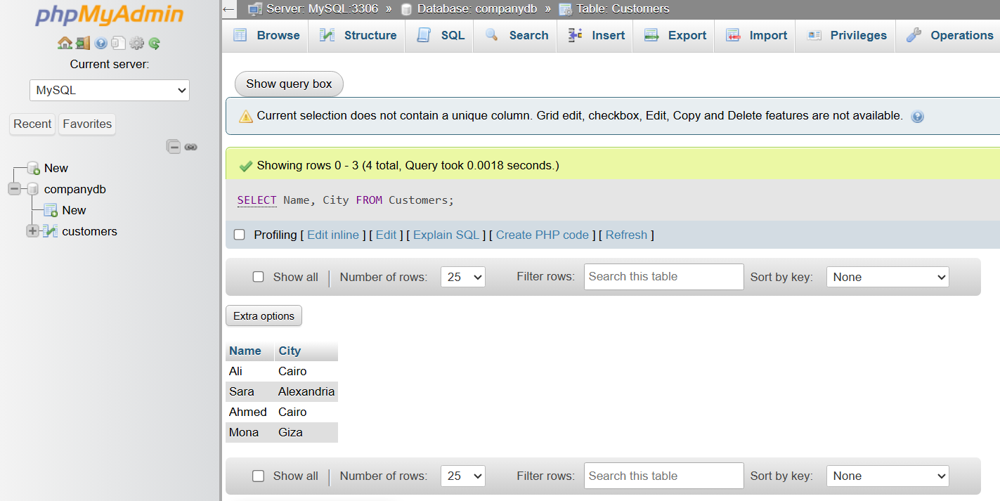 phpMyAdmin
Current server:
MySQL
Recent Favorites
New
companydb
New
customers
← Server: MySQL:3306 » Database: companydb » Table: Customers
Browse Structure SQL Search Insert Export Import Privileges Operations
Show query box
Current selection does not contain a unique column. Grid edit, checkbox, Edit, Copy and Delete features are not available.
Showing rows 0 - 3 (4 total, Query took 0.0018 seconds.)
SELECT Name, City FROM Customers;
Profiling [ Edit inline ] [ Edit ] [ Explain SQL ] [ Create PHP code ] [ Refresh ]
Show all | Number of rows: 25 Filter rows: Search this table Sort by key: None
Extra options
Name City
Ali Cairo
Sara Alexandria
Ahmed Cairo
Mona Giza
Show all | Number of rows: 25 Filter rows: Search this table Sort by key: None